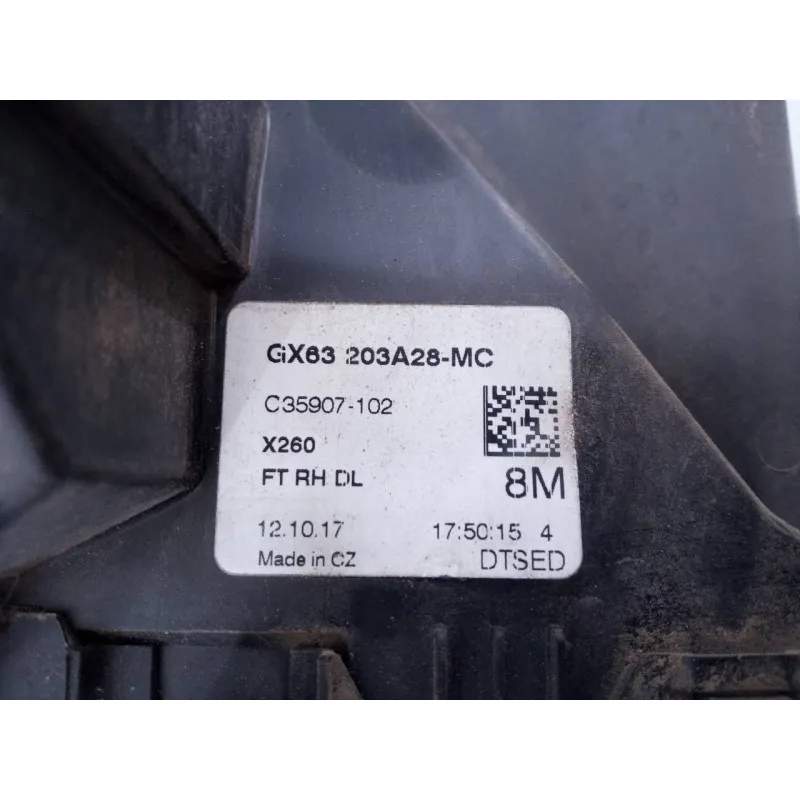 GX63 203A28-MC
C35907-102
X260
FT RH DL 8M
12.10.17 17:50:15 4
Made in CZ DTSED